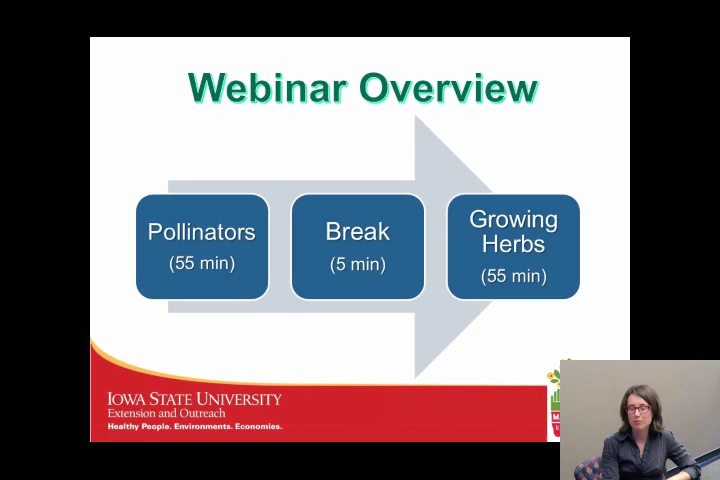 Webinar Overview
Pollinators
(55 min)
Break
(5 min)
Growing
Herbs
(55 min)
IOWA STATE UNIVERSITY
Extension and Outreach
Healthy People. Environments. Economies.